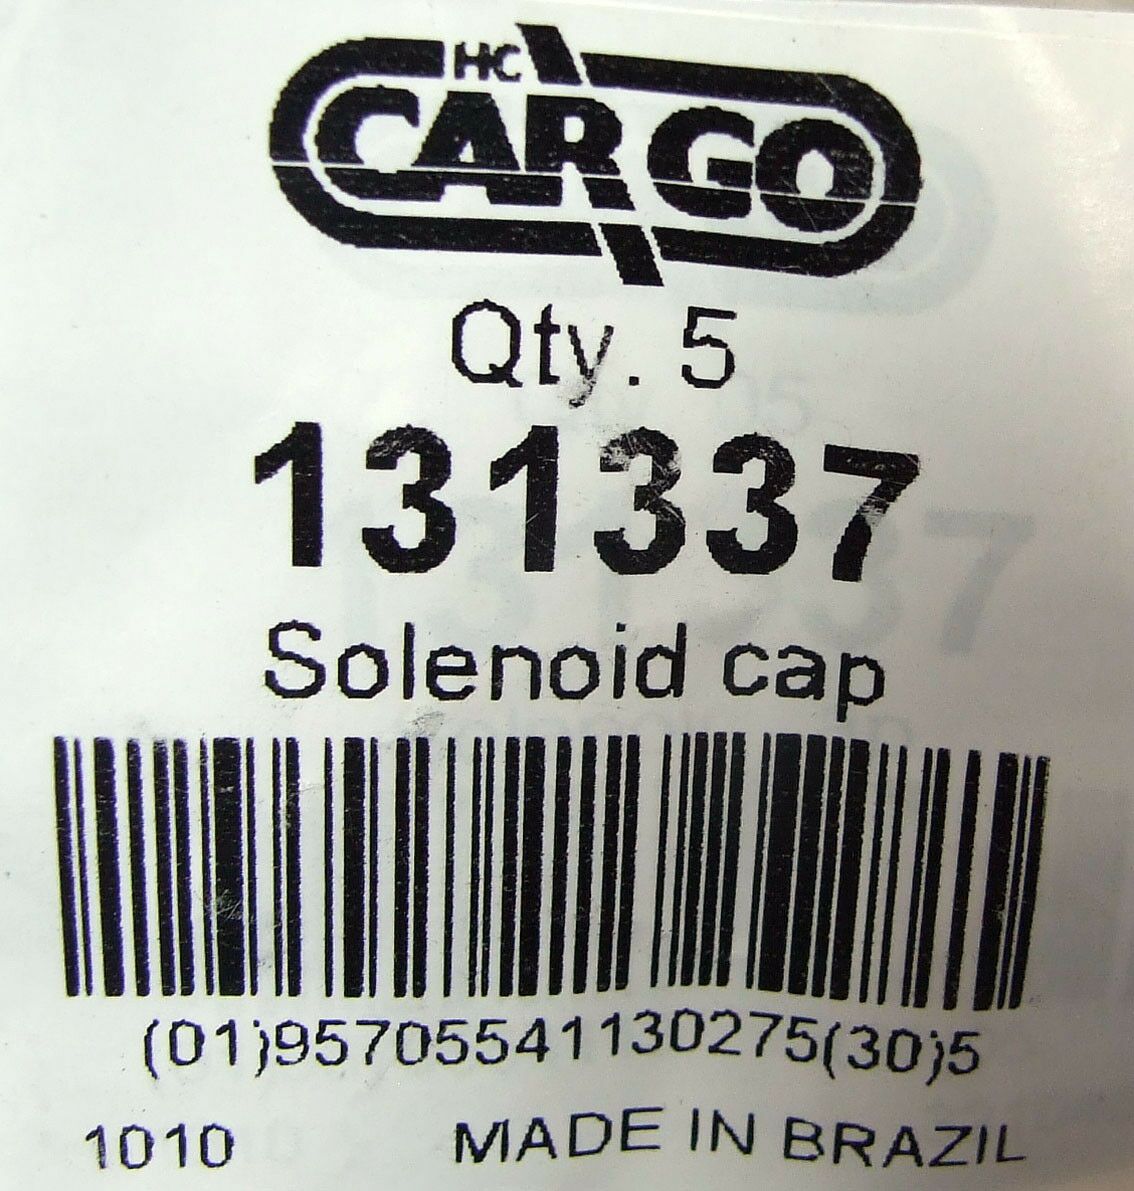 HC
CARGO
Qty. 5
131337
Solenoid cap
(01)95705541130275(30)5
1010 MADE IN BRAZIL